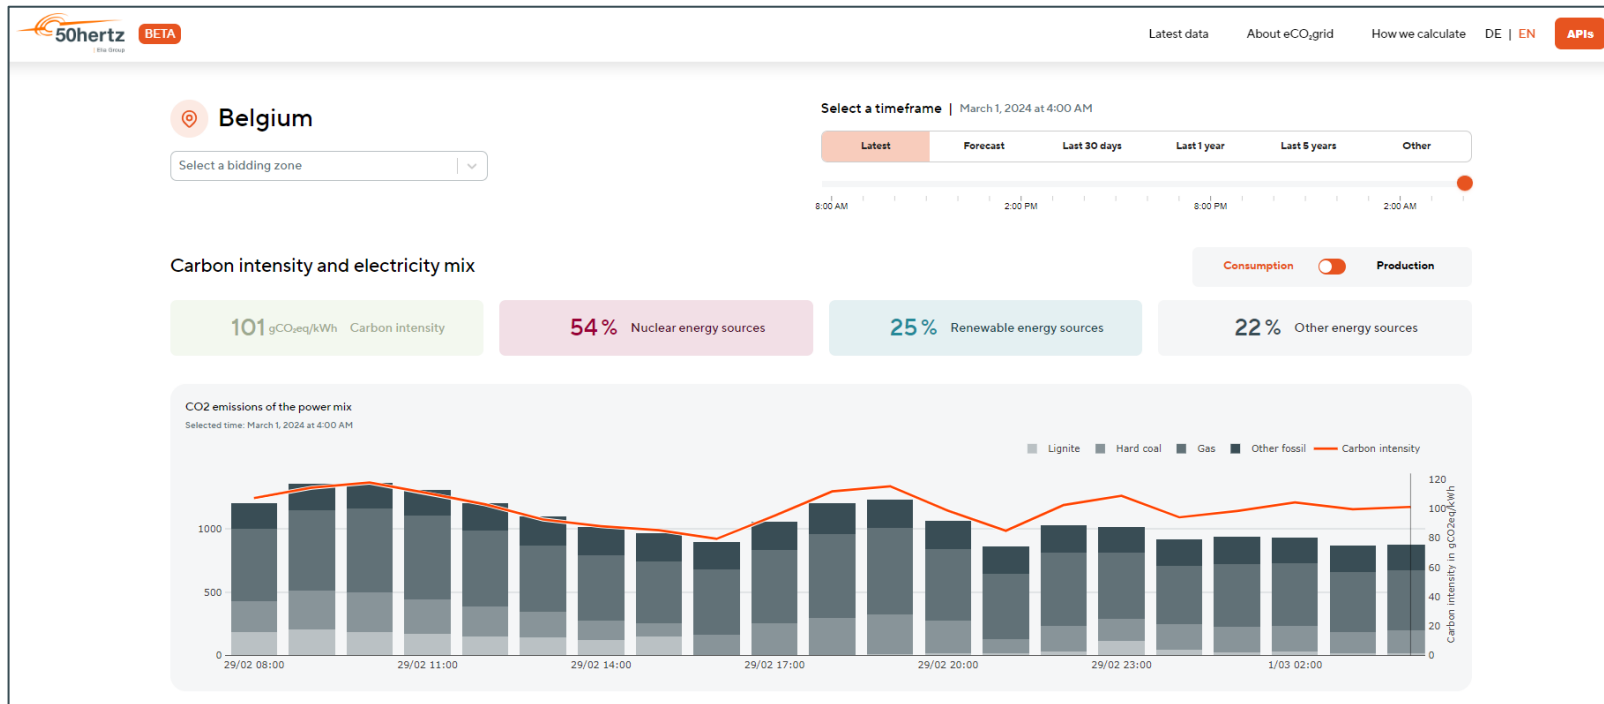 50hertz
Elia Group
BETA
Latest data
About eCO₂grid
How we calculate
DE | EN
APIs
Belgium
Select a bidding zone
Select a timeframe | March 1, 2024 at 4:00 AM
Latest
Forecast
Last 30 days
Last 1 year
Last 5 years
Other
8:00 AM
2:00 PM
8:00 PM
2:00 AM
Carbon intensity and electricity mix
Consumption
Production
101 gCO₂eq/kWh Carbon intensity
54 % Nuclear energy sources
25 % Renewable energy sources
22 % Other energy sources
CO2 emissions of the power mix
Selected time: March 1, 2024 at 4:00 AM
Lignite
Hard coal
Gas
Other fossil
Carbon intensity
1000
500
0
120
100
80
60
40
20
0
Carbon intensity in gCO2eq/kWh
29/02 08:00
29/02 11:00
29/02 14:00
29/02 17:00
29/02 20:00
29/02 23:00
1/03 02:00